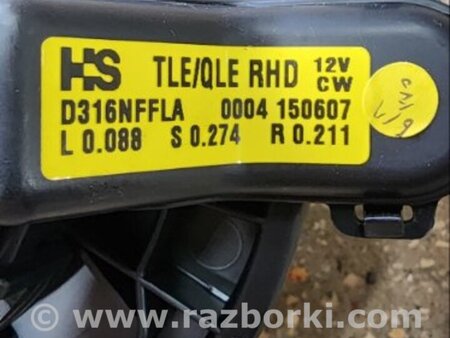 HS TLE/QLE RHD 12V CW
D316NFFLA 0004 150607
L 0.088 S 0.274 R 0.211
www.razborki.com